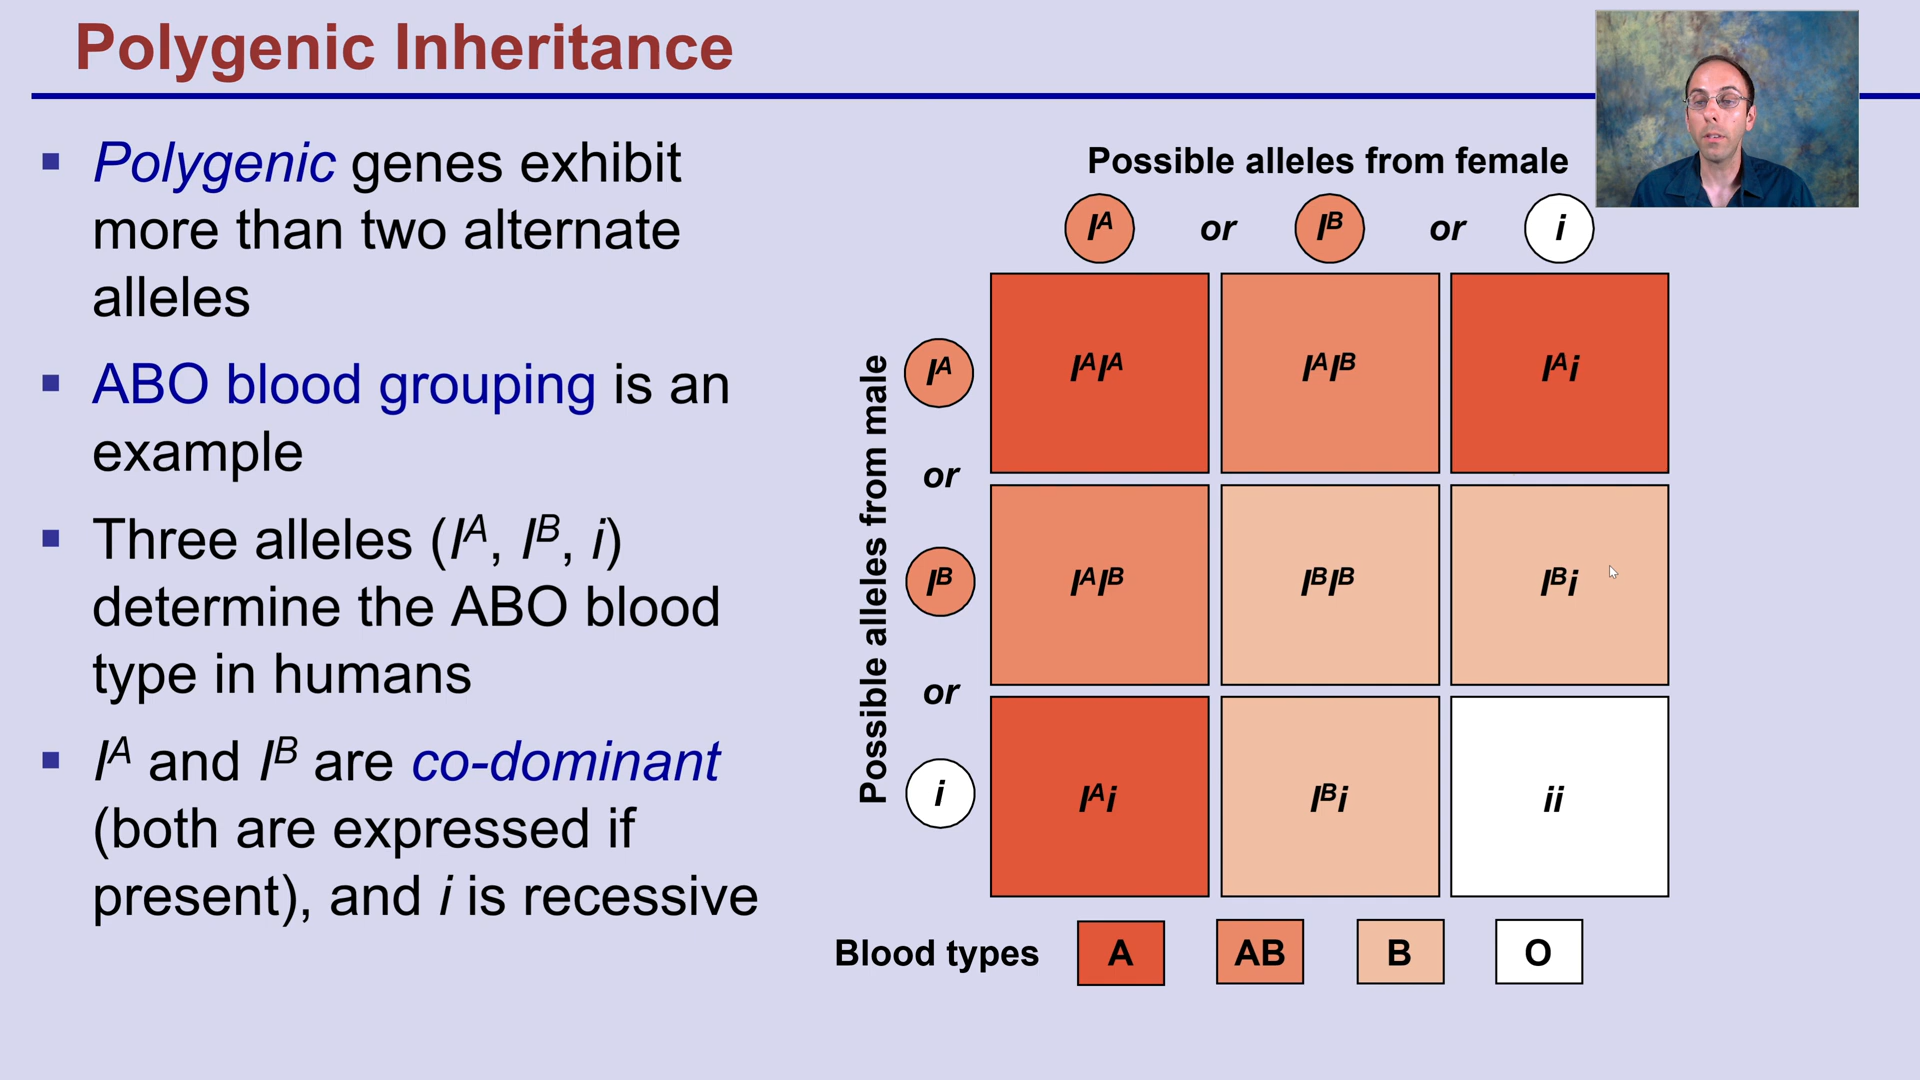 Polygenic Inheritance
Polygenic genes exhibit
more than two alternate
alleles
ABO blood grouping is an
example
Three alleles (Iᴬ, Iᴮ, i)
determine the ABO blood
type in humans
Iᴬ and Iᴮ are co-dominant
(both are expressed if
present), and i is recessive
Possible alleles from female
Iᴬ or Iᴮ or i
Possible alleles from male
Iᴬ
or
Iᴮ
or
i
IᴬIᴬ IᴬIᴮ Iᴬi
IᴬIᴮ IᴮIᴮ Iᴮi
Iᴬi Iᴮi ii
Blood types A AB B O